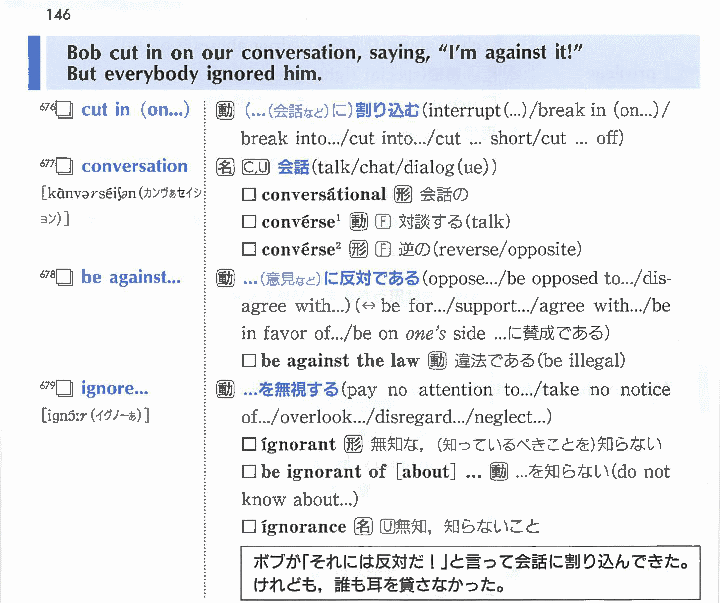 146
Bob cut in on our conversation, saying, “I'm against it!”
But everybody ignored him.
676□ cut in (on...) 動 (...(会話など)に)割り込む(interrupt(...)/break in (on...)/
break into.../cut into.../cut ... short/cut ... off)
677□ conversation 名 C,U 会話(talk/chat/dialog(ue))
[kὰnvərséiʃən(カンヴァセイシ □ conversátional 形 会話の
ョン)] □ convérse¹ 動 F 対談する(talk)
□ convérse² 形 F 逆の(reverse/opposite)
678□ be against... 動 ...(意見など)に反対である(oppose.../be opposed to.../dis-
agree with...)(↔ be for.../support.../agree with.../be
in favor of.../be on one's side ...に賛成である)
□ be against the law 動 違法である(be illegal)
679□ ignore... 動 ...を無視する(pay no attention to.../take no notice
[ignɔ́ːr(イグノーぁ)] of.../overlook.../disregard.../neglect...)
□ ígnorant 形 無知な,(知っているべきことを)知らない
□ be ignorant of [about] ... 動 ...を知らない(do not
know about...)
□ ígnorance 名 U無知,知らないこと
ボブが「それには反対だ!」と言って会話に割り込んできた。
けれども,誰も耳を貸さなかった。